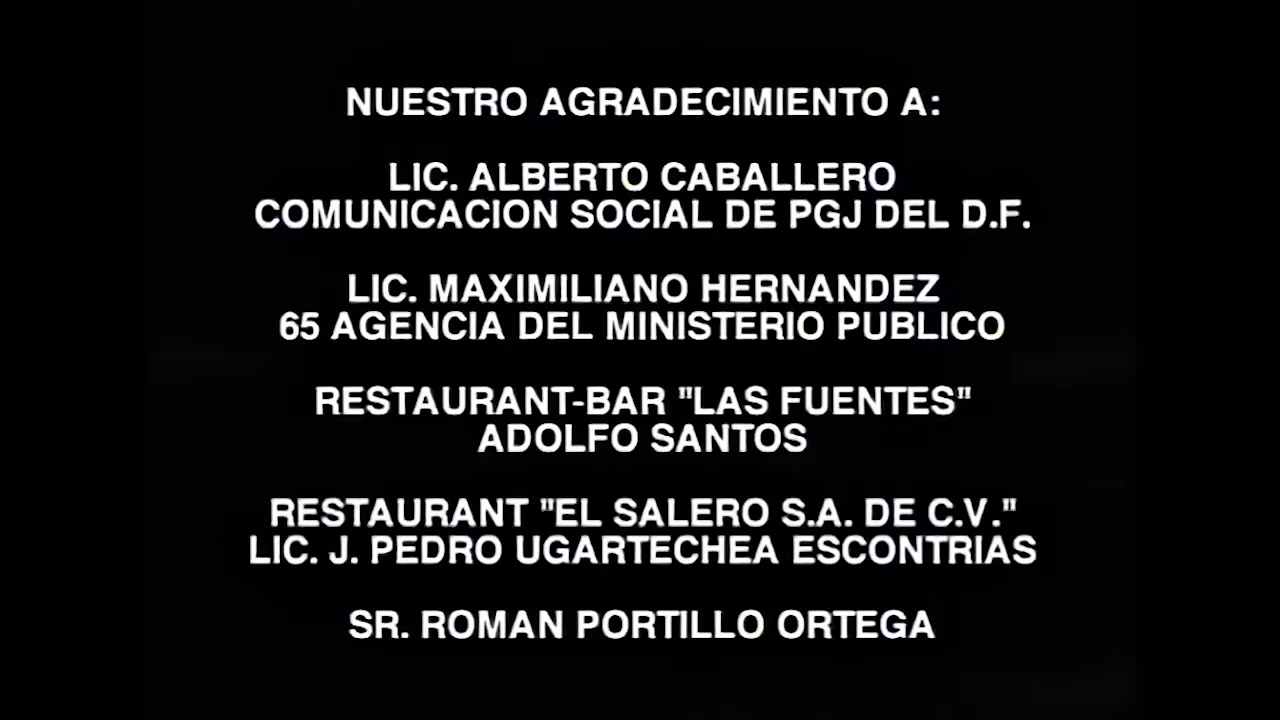 NUESTRO AGRADECIMIENTO A:
LIC. ALBERTO CABALLERO
COMUNICACION SOCIAL DE PGJ DEL D.F.
LIC. MAXIMILIANO HERNANDEZ
65 AGENCIA DEL MINISTERIO PUBLICO
RESTAURANT-BAR "LAS FUENTES"
ADOLFO SANTOS
RESTAURANT "EL SALERO S.A. DE C.V."
LIC. J. PEDRO UGARTECHEA ESCONTRIAS
SR. ROMAN PORTILLO ORTEGA